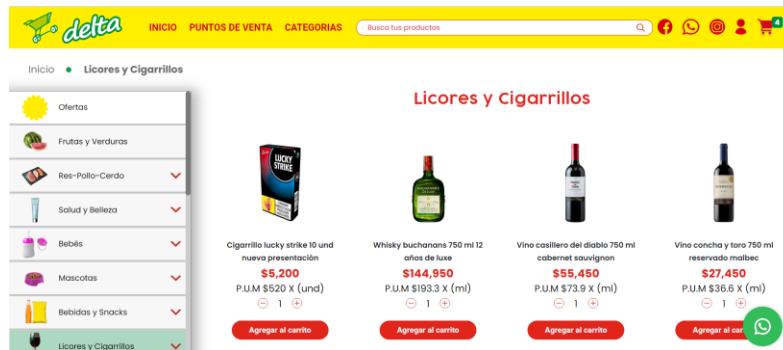 delta
INICIO PUNTOS DE VENTA CATEGORIAS Busca tus productos 4
Inicio • Licores y Cigarrillos
Ofertas
Frutas y Verduras
Res-Pollo-Cerdo
Salud y Belleza
Bebés
Mascotas
Bebidas y Snacks
Licores y Cigarrillos
Licores y Cigarrillos
LUCKY
STRIKE
Cigarrillo lucky strike 10 und
nueva presentación
$5,200
P.U.M $520 X (und)
1
Agregar al carrito
Whisky buchanans 750 ml 12
años de luxe
$144,950
P.U.M $193.3 X (ml)
1
Agregar al carrito
Vino casillero del diablo 750 ml
cabernet sauvignon
$55,450
P.U.M $73.9 X (ml)
1
Agregar al carrito
Vino concha y toro 750 ml
reservado malbec
$27,450
P.U.M $36.6 X (ml)
1
Agregar al car